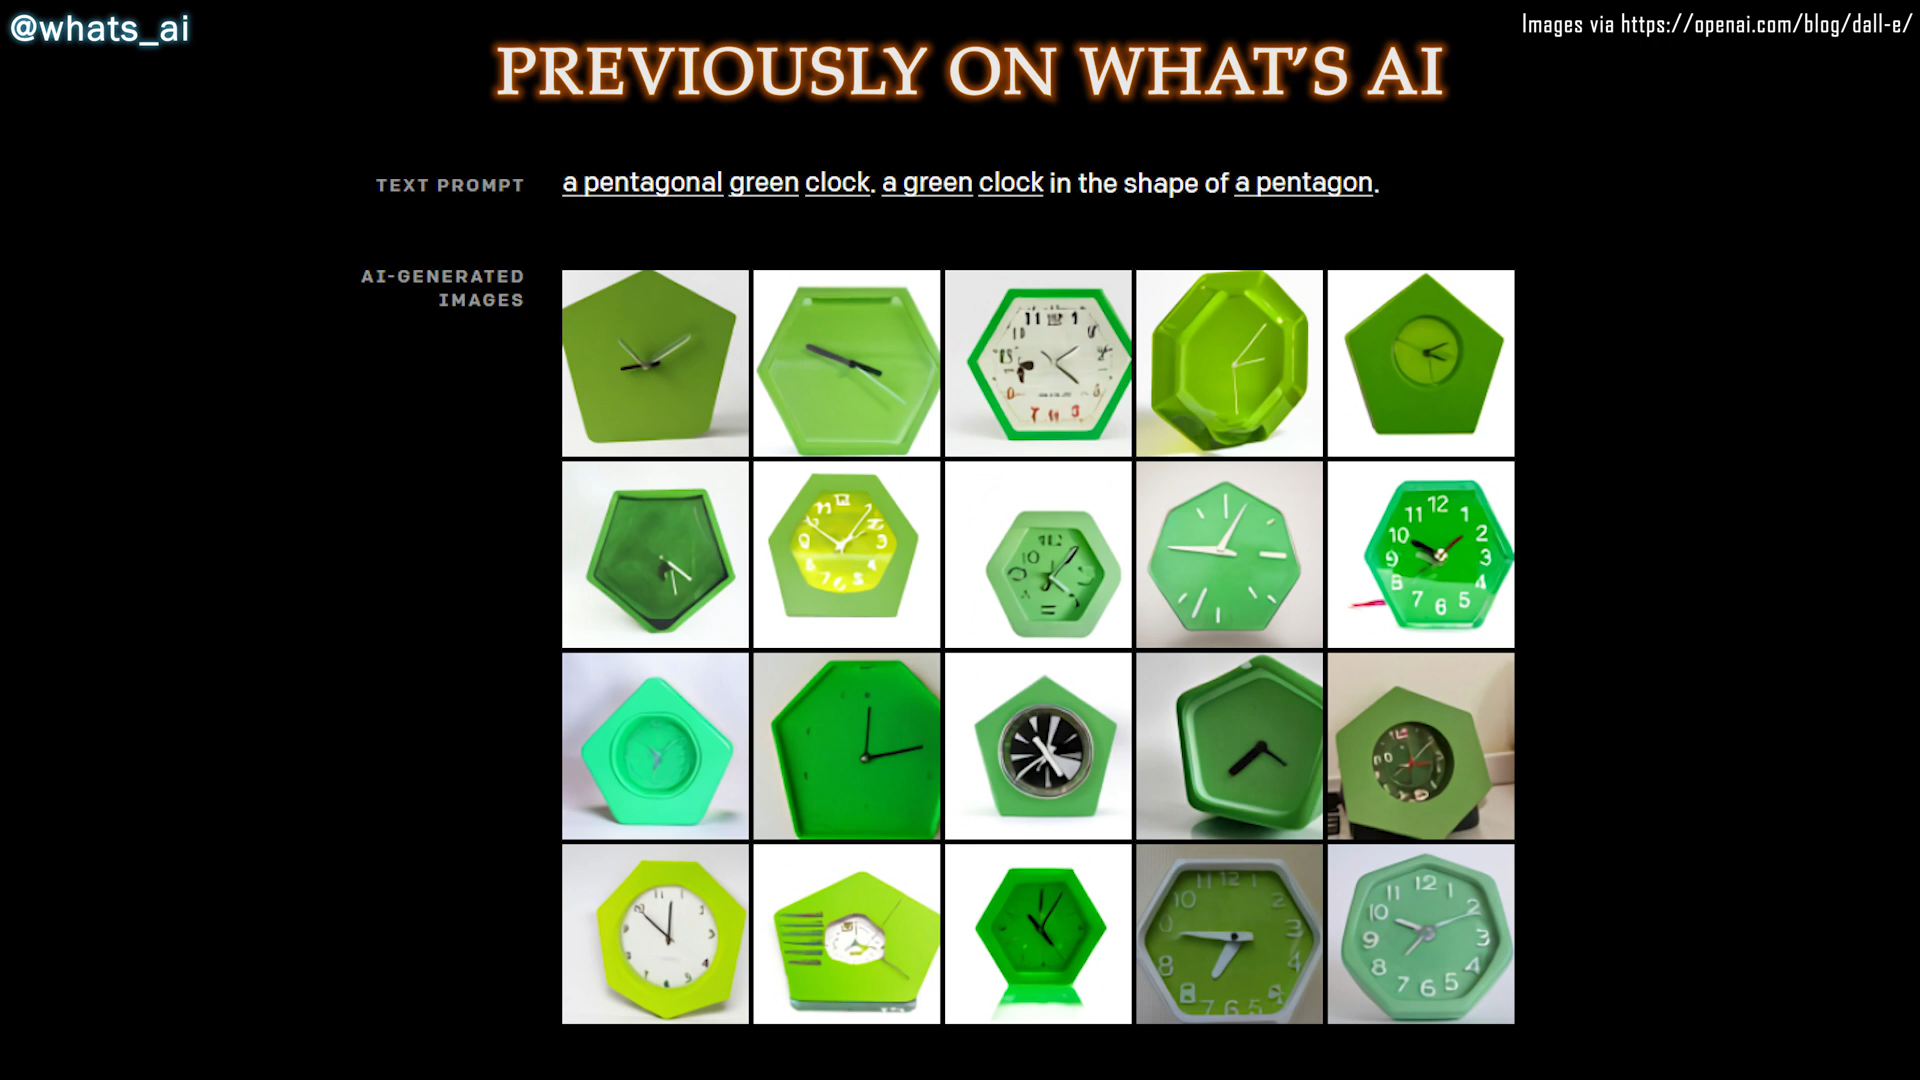 @whats_ai
Images via https://openai.com/blog/dall-e/
PREVIOUSLY ON WHAT'S AI
TEXT PROMPT
a pentagonal green clock. a green clock in the shape of a pentagon.
AI-GENERATED
IMAGES